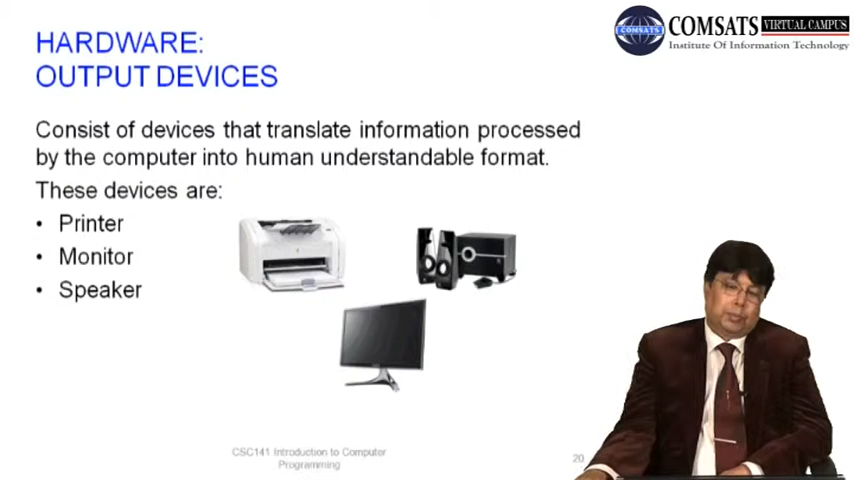 HARDWARE:
OUTPUT DEVICES
COMSATS
COMSATS VIRTUAL CAMPUS
Institute Of Information Technology
Consist of devices that translate information processed
by the computer into human understandable format.
These devices are:
• Printer
• Monitor
• Speaker
CSC141 Introduction to Computer
Programming
20